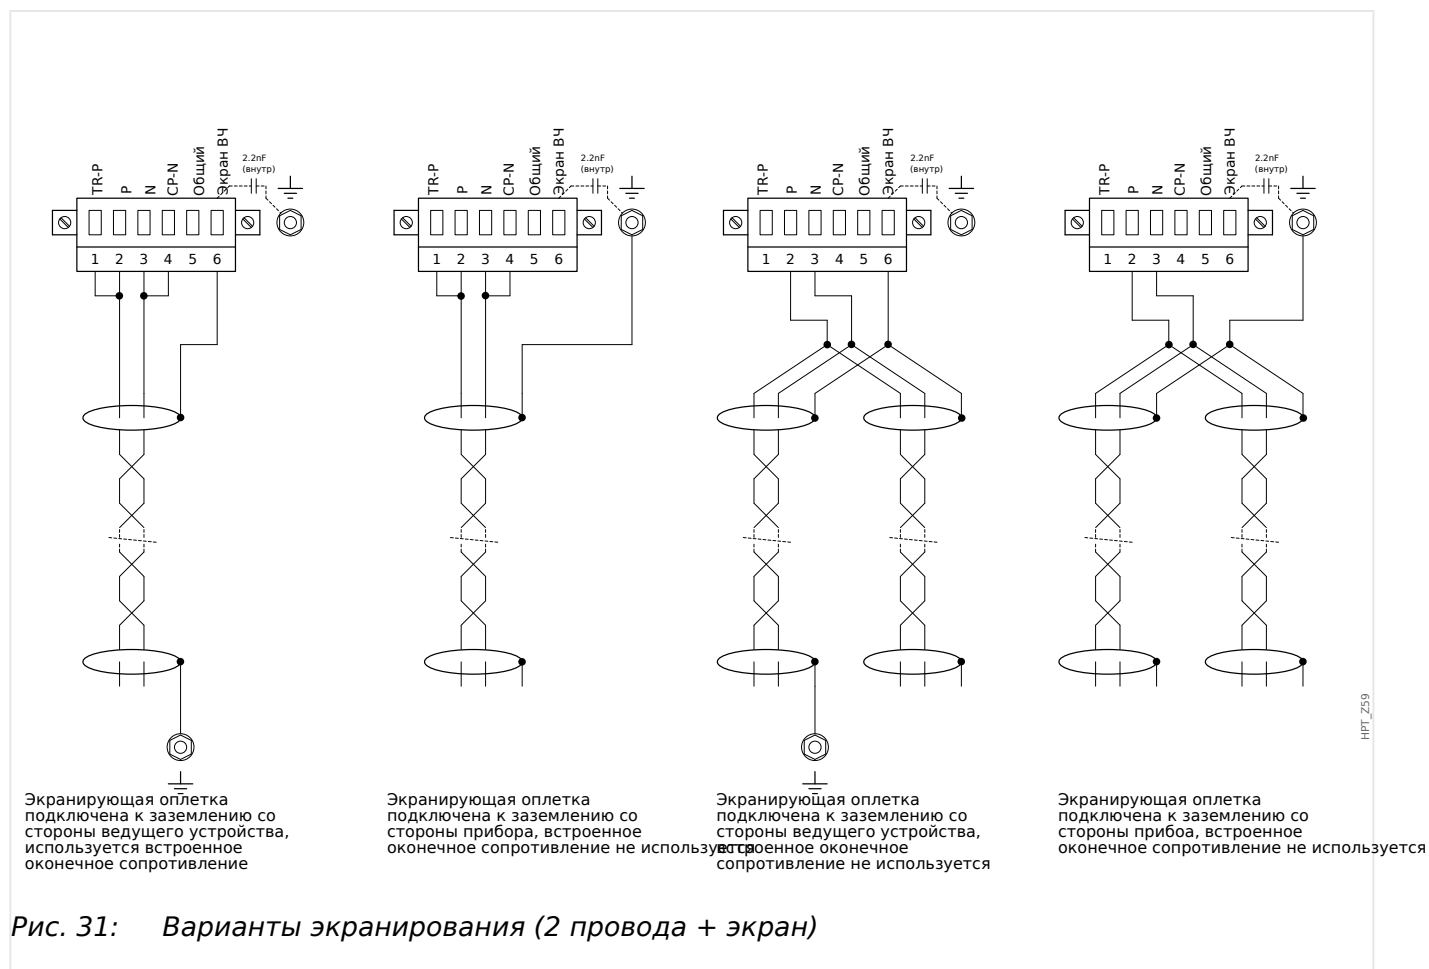 TR-P
P
N
CP-N
Общий
Экран ВЧ
2.2nF
(внутр)
1 2 3 4 5 6
TR-P
P
N
CP-N
Общий
Экран ВЧ
2.2nF
(внутр)
1 2 3 4 5 6
TR-P
P
N
CP-N
Общий
Экран ВЧ
2.2nF
(внутр)
1 2 3 4 5 6
TR-P
P
N
CP-N
Общий
Экран ВЧ
2.2nF
(внутр)
1 2 3 4 5 6
HPT_Z59
Экранирующая оплетка
подключена к заземлению со
стороны ведущего устройства,
используется встроенное
оконечное сопротивление
Экранирующая оплетка
подключена к заземлению со
стороны прибора, встроенное
оконечное сопротивление не используется
Экранирующая оплетка
подключена к заземлению со
стороны ведущего устройства,
встроенное оконечное
сопротивление не используется
Экранирующая оплетка
подключена к заземлению со
стороны прибоа, встроенное
оконечное сопротивление не используется
Рис. 31: Варианты экранирования (2 провода + экран)